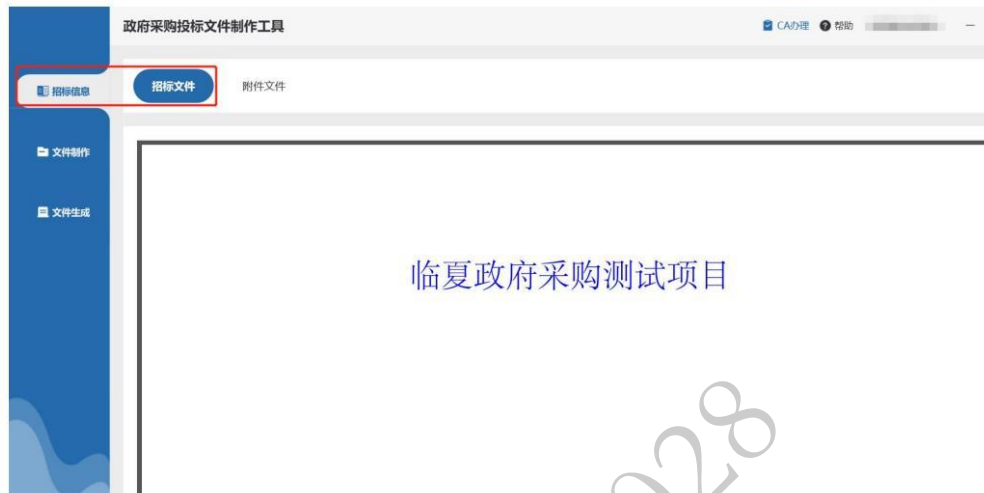 政府采购投标文件制作工具
CA办理 帮助
招标信息
招标文件 附件文件
文件制作
文件生成
临夏政府采购测试项目
028